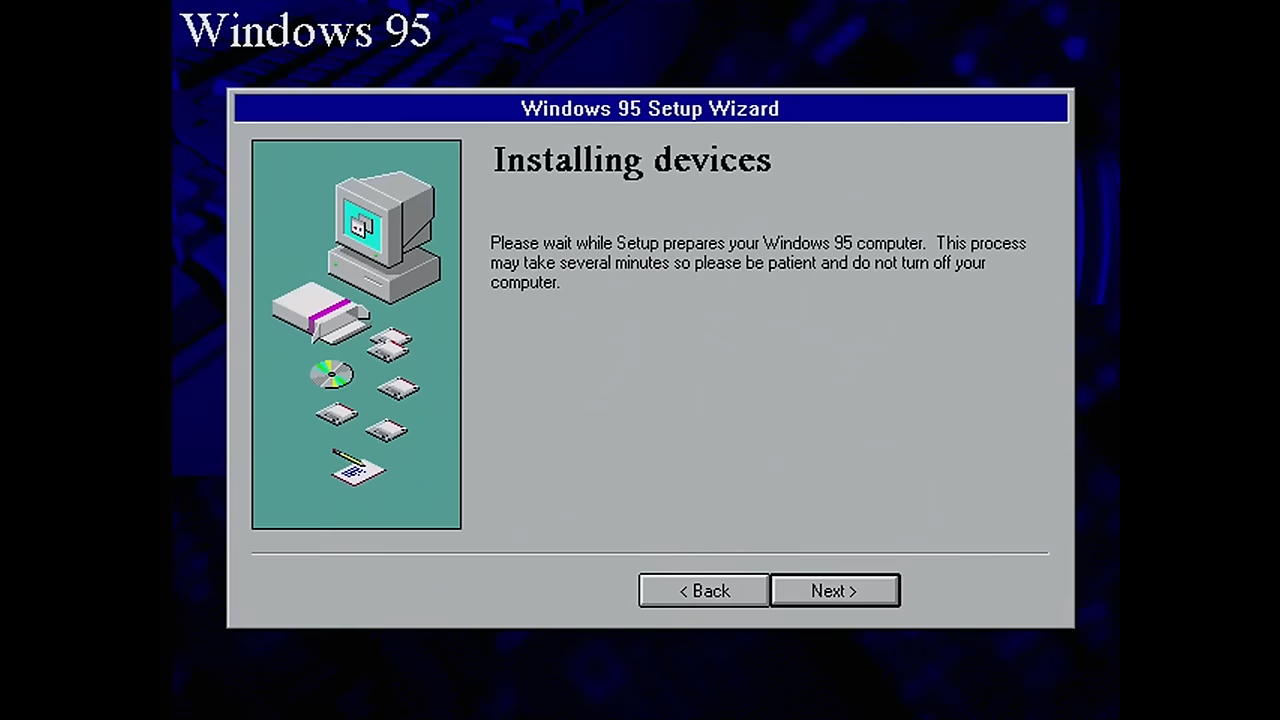 Windows 95
Windows 95 Setup Wizard
Installing devices
Please wait while Setup prepares your Windows 95 computer.  This process
may take several minutes so please be patient and do not turn off your
computer.
< Back
Next >